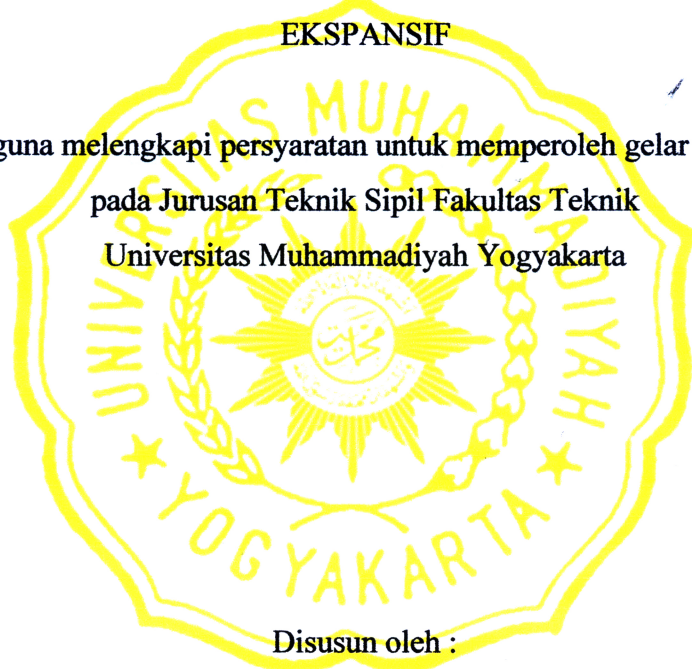 EKSPANSIF
guna melengkapi persyaratan untuk memperoleh gelar
pada Jurusan Teknik Sipil Fakultas Teknik
Universitas Muhammadiyah Yogyakarta
UNIVERSITAS MUHAMMADIYAH
YOGYAKARTA
Disusun oleh :